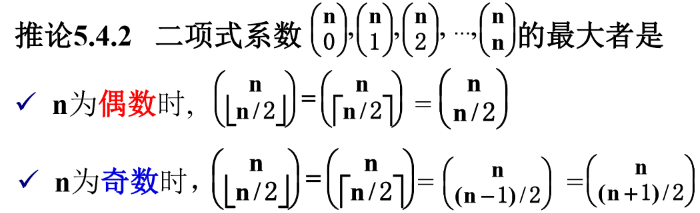 推论5.4.2 二项式系数 (n 0),(n 1),(n 2), ⋯,(n n)的最大者是
✓ n为偶数时, (n ⌊n/2⌋)=(n ⌈n/2⌉) = (n n/2)
✓ n为奇数时, (n ⌊n/2⌋)=(n ⌈n/2⌉)= (n (n−1)/2) = (n (n+1)/2)